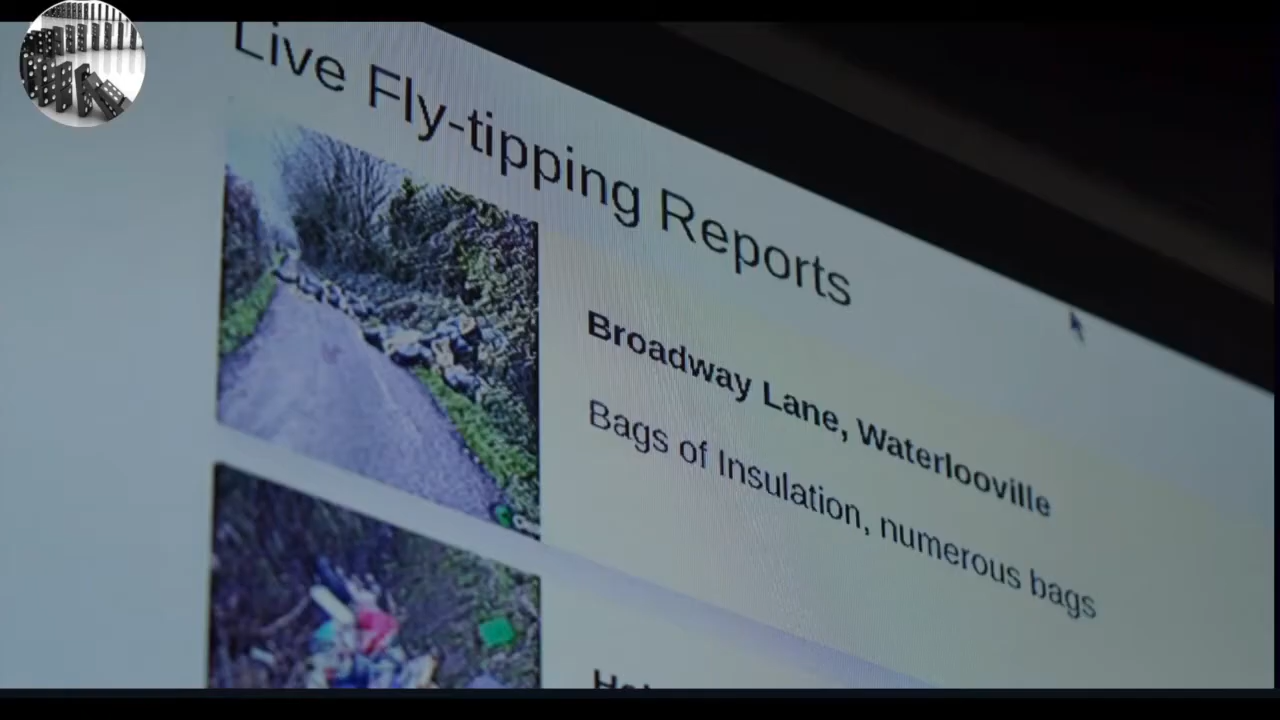 Live Fly-tipping Reports
Broadway Lane, Waterlooville
Bags of Insulation, numerous bags